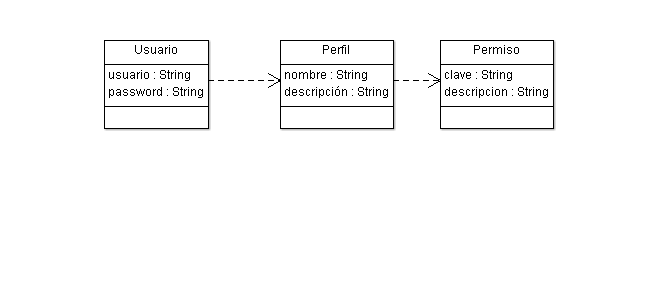 Usuario
usuario : String
password : String
Perfil
nombre : String
descripción : String
Permiso
clave : String
descripcion : String